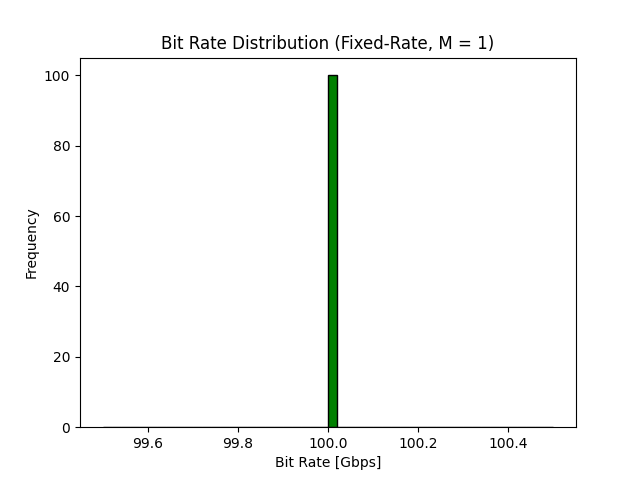 Bit Rate Distribution (Fixed-Rate, M = 1)
100
80
60
40
20
0
Frequency
99.6 99.8 100.0 100.2 100.4
Bit Rate [Gbps]